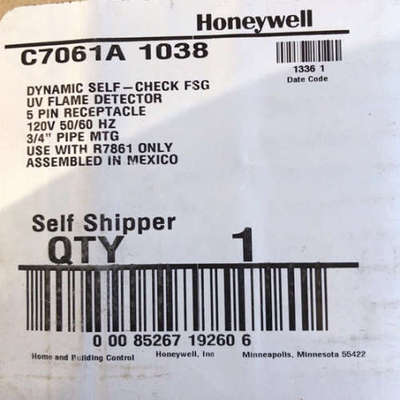 Honeywell
C7061A 1038
1336 1
Date Code
DYNAMIC SELF-CHECK FSG
UV FLAME DETECTOR
5 PIN RECEPTACLE
120V 50/60 HZ
3/4" PIPE MTG
USE WITH R7861 ONLY
ASSEMBLED IN MEXICO
Self Shipper
QTY 1
0 00 85267 19260 6
Home and Building Control Honeywell, Inc Minneapolis, Minnesota 55422